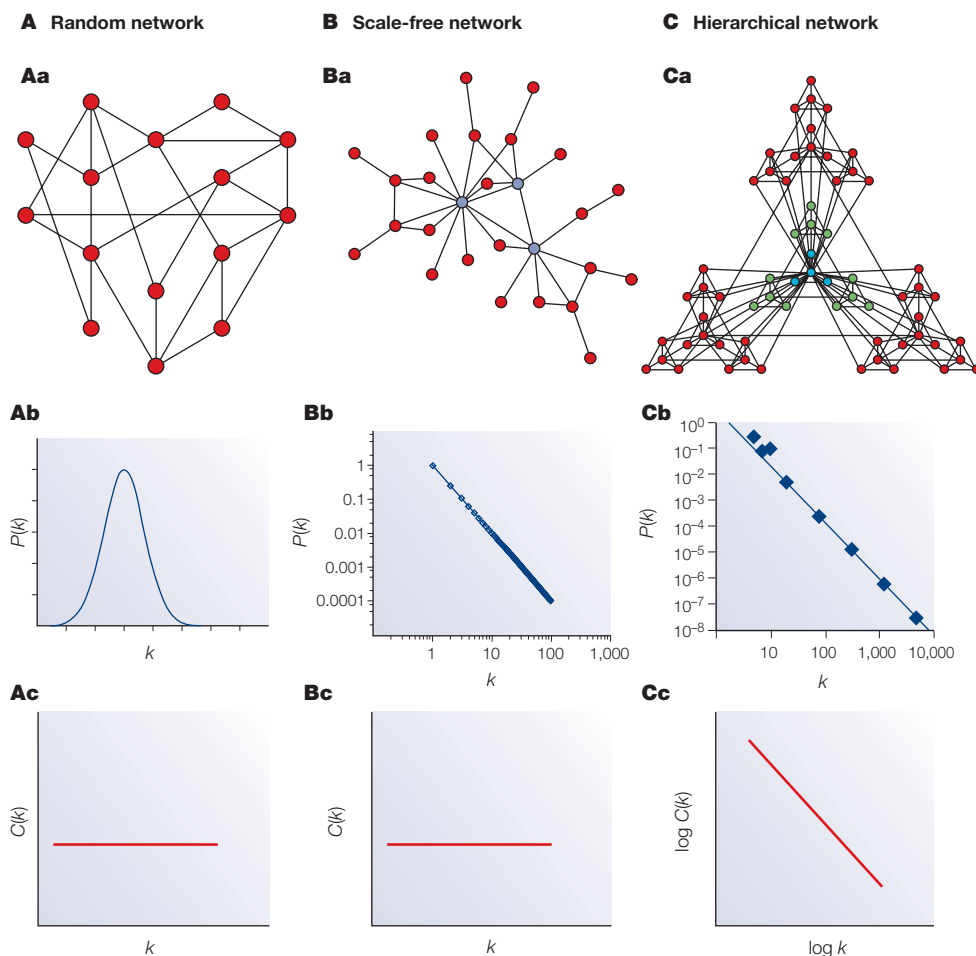 A Random network
B Scale-free network
C Hierarchical network
Aa
Ba
Ca
Ab
P(k)
k
Bb
1
0.1
0.01
0.001
0.0001
P(k)
1 10 100 1,000
k
Cb
10⁰
10⁻¹
10⁻²
10⁻³
10⁻⁴
10⁻⁵
10⁻⁶
10⁻⁷
10⁻⁸
P(k)
10 100 1,000 10,000
k
Ac
C(k)
k
Bc
C(k)
k
Cc
log C(k)
log k